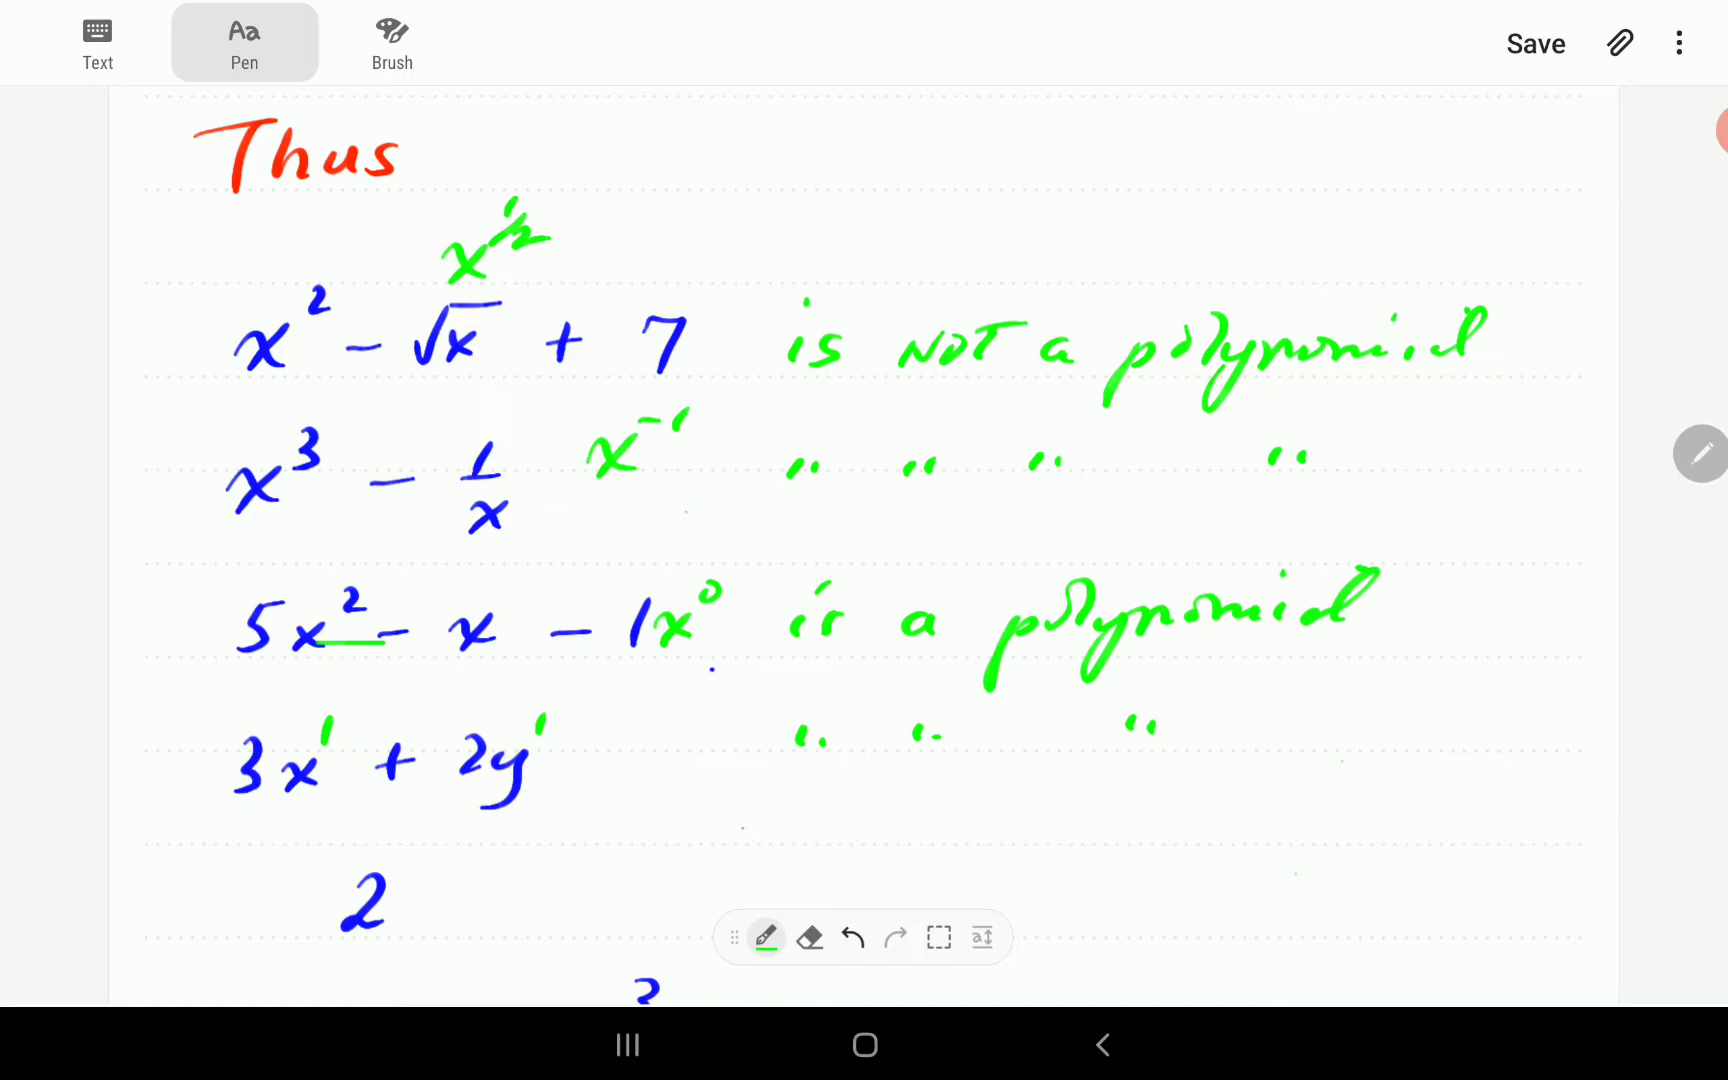 Text Pen Brush Save
Thus
x^1/2
x² - √x + 7 is NOT a polynomial
x³ - 1/x x⁻¹ " " " "
5x² - x - 1x⁰ is a polynomial
3x¹ + 2y¹ " " "
2
3